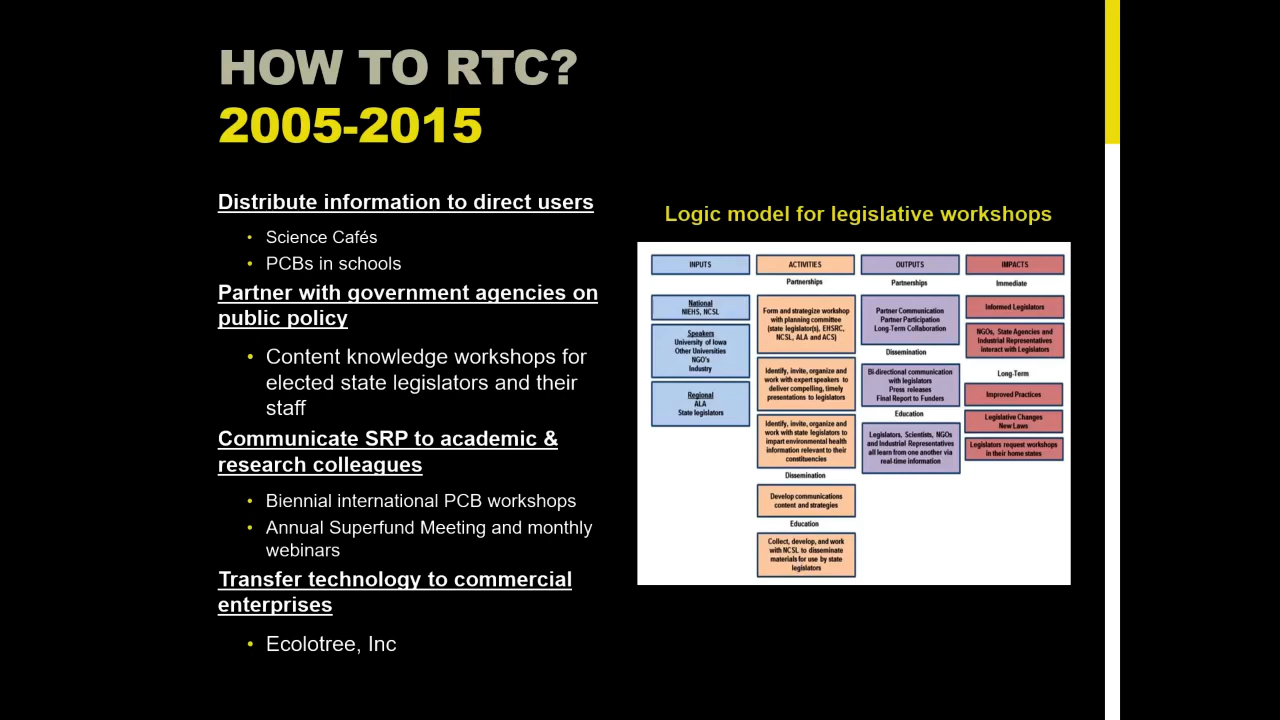 HOW TO RTC?
2005-2015
Distribute information to direct users
• Science Cafés
• PCBs in schools
Partner with government agencies on
public policy
• Content knowledge workshops for
elected state legislators and their
staff
Communicate SRP to academic &
research colleagues
• Biennial international PCB workshops
• Annual Superfund Meeting and monthly
webinars
Transfer technology to commercial
enterprises
• Ecolotree, Inc
Logic model for legislative workshops
INPUTS
National
NIEHS, NCSL
Speakers
University of Iowa
Other Universities
NGO's
Industry
Regional
ALA
State legislators
ACTIVITIES
Partnerships
Form and strategize workshop
with planning committee
(state legislator(s), EHSRC,
NCSL, ALA and ACS)
Identify, invite, organize and
work with expert speakers to
deliver compelling, timely
presentations to legislators
Identify, invite, organize and
work with state legislators to
impart environmental health
information relevant to their
constituencies
Dissemination
Develop communications
content and strategies
Education
Collect, develop, and work
with NCSL to disseminate
materials for use by state
legislators
OUTPUTS
Partnerships
Partner Communication
Partner Participation
Long-Term Collaboration
Dissemination
Bi-directional communication
with legislators
Press releases
Final Report to Funders
Education
Legislators, Scientists, NGOs
and Industrial Representatives
all learn from one another via
real-time information
IMPACTS
Immediate
Informed Legislators
NGOs, State Agencies and
Industrial Representatives
interact with Legislators
Long-Term
Improved Practices
Legislative Changes
New Laws
Legislators request workshops
in their home states